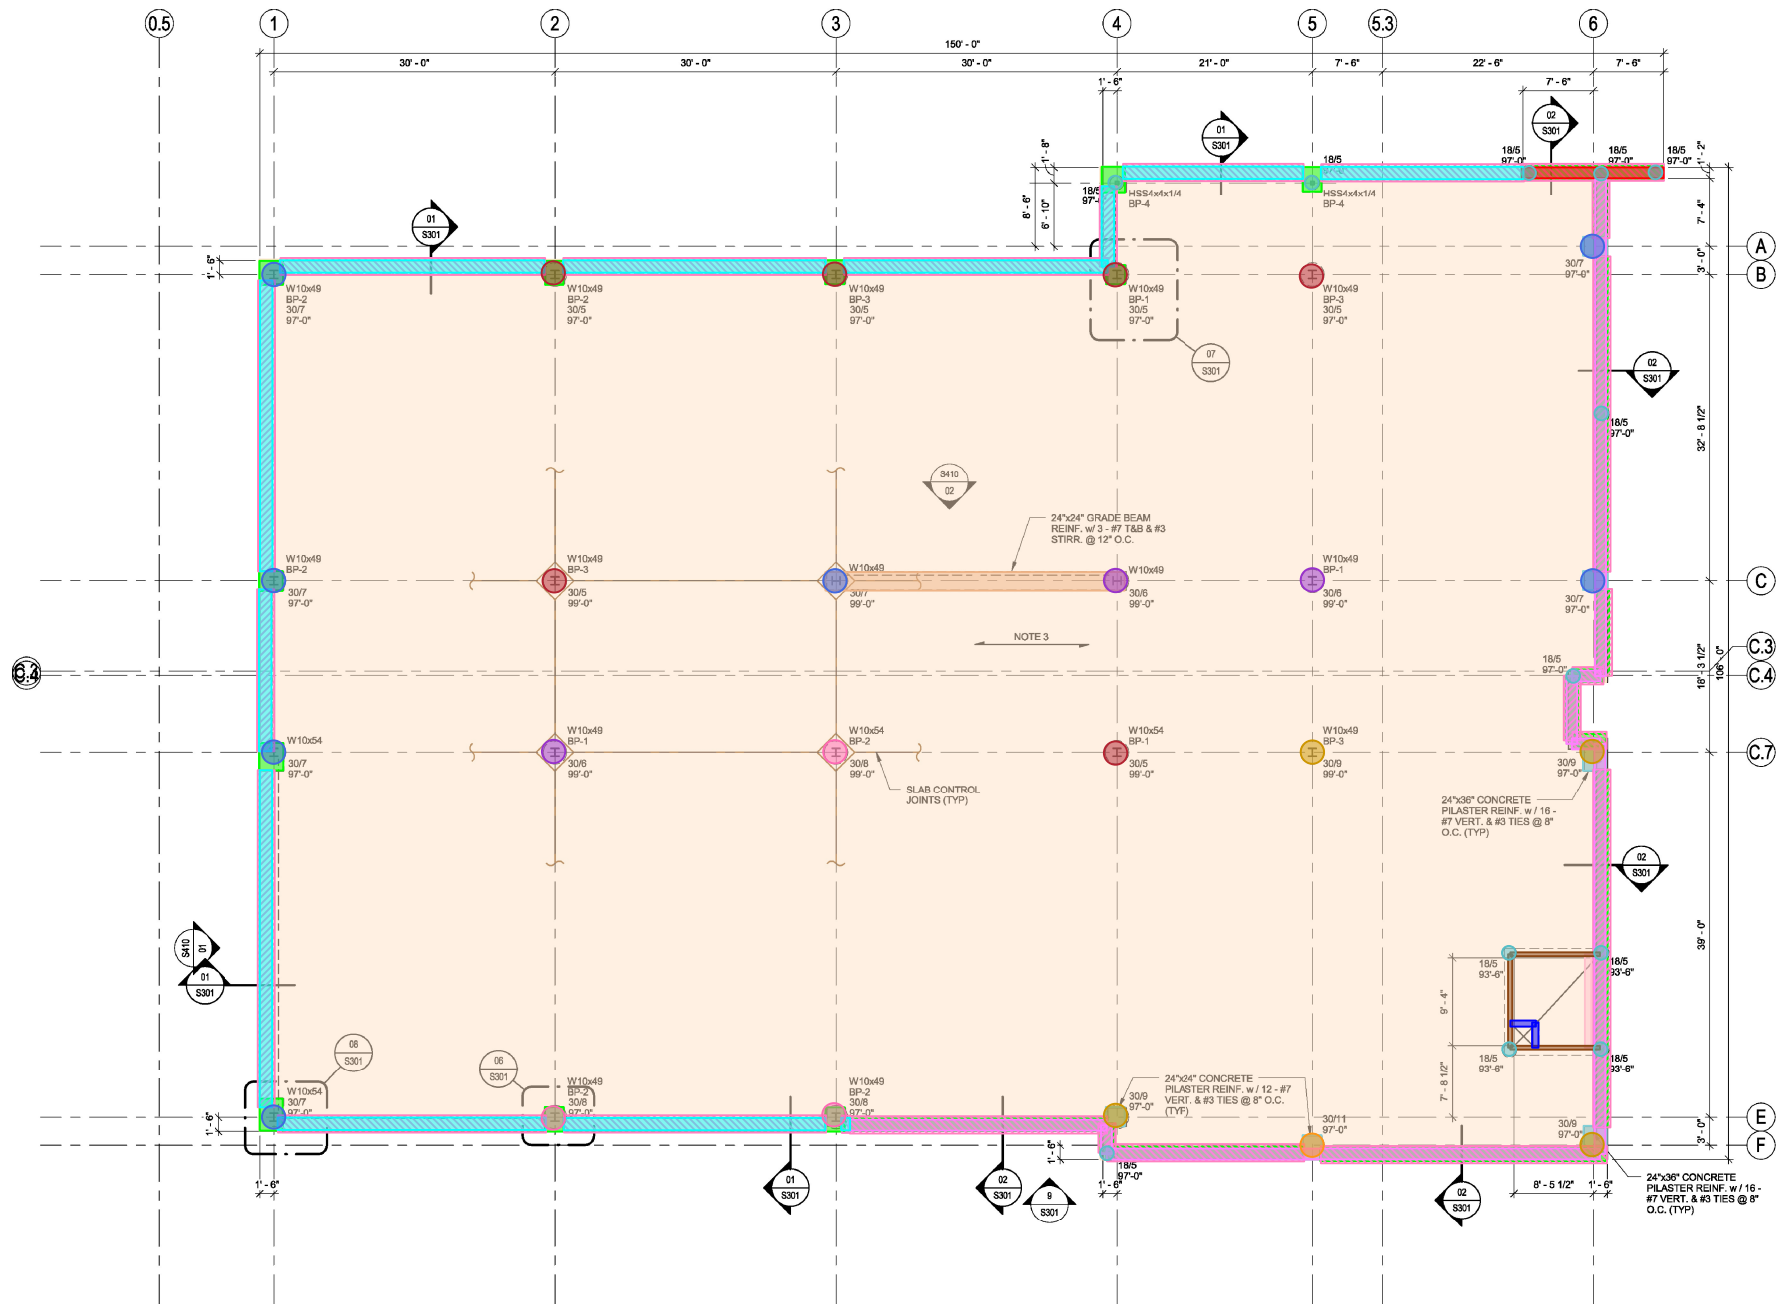 0.5
1
2
3
4
5
5.3
6
150' - 0"
30' - 0"
30' - 0"
30' - 0"
21' - 0"
7' - 6"
22' - 6"
7' - 6"
1' - 6"
7' - 6"
01
S301
02
S301
1' - 8"
8' - 6"
6' - 10"
18/5
97'-0"
18/5
97'-0"
18/5
97'-0"
18/5
1' - 2"
7' - 4"
3' - 0"
18/5
HSS4x4x1/4
BP-4
HSS4x4x1/4
BP-4
01
S301
A
B
1' - 6"
W10x49
BP-2
30/7
97'-0"
W10x49
BP-2
30/5
97'-0"
W10x49
BP-3
30/5
97'-0"
W10x49
BP-1
30/5
97'-0"
W10x49
BP-3
30/5
97'-0"
30/7
97'-0"
07
S301
02
S301
32' - 8 1/2"
18/5
97'-0"
S410
02
24"x24" GRADE BEAM
REINF. w/ 3 - #7 T&B & #3
STIRR. @ 12" O.C.
W10x49
BP-2
30/7
97'-0"
W10x49
BP-3
30/5
99'-0"
W10x49
30/7
99'-0"
W10x49
30/6
99'-0"
W10x49
BP-1
30/6
99'-0"
30/7
97'-0"
C
NOTE 3
18/5
97'-0"
18' - 3 1/2"
106' 0"
C.3
C.4
C.7
W10x54
30/7
97'-0"
W10x49
BP-1
30/6
99'-0"
W10x54
BP-2
30/8
99'-0"
W10x54
BP-1
30/5
99'-0"
W10x49
BP-3
30/9
99'-0"
30/9
97'-0"
SLAB CONTROL
JOINTS (TYP)
24"x36" CONCRETE
PILASTER REINF. w / 16 -
#7 VERT. & #3 TIES @ 8"
O.C. (TYP)
02
S301
39' - 0"
S410
01
01
S301
18/5
93'-6"
18/5
93'-6"
9' - 4"
7' - 8 1/2"
18/5
93'-6"
18/5
93'-6"
08
S301
06
S301
W10x54
30/7
97'-0"
W10x49
BP-2
30/8
97'-0"
W10x49
BP-2
30/8
97'-0"
30/9
97'-0"
24"x24" CONCRETE
PILASTER REINF. w / 12 - #7
VERT. & #3 TIES @ 8" O.C.
(TYP)
30/11
97'-0"
30/9
97'-0"
E
F
3' - 0"
1' - 6"
1' - 6"
18/5
97'-0"
1' - 6"
1' - 6"
01
S301
02
S301
9
S301
02
S301
8' - 5 1/2"
1' - 6"
24"x36" CONCRETE
PILASTER REINF. w / 16 -
#7 VERT. & #3 TIES @ 8"
O.C. (TYP)